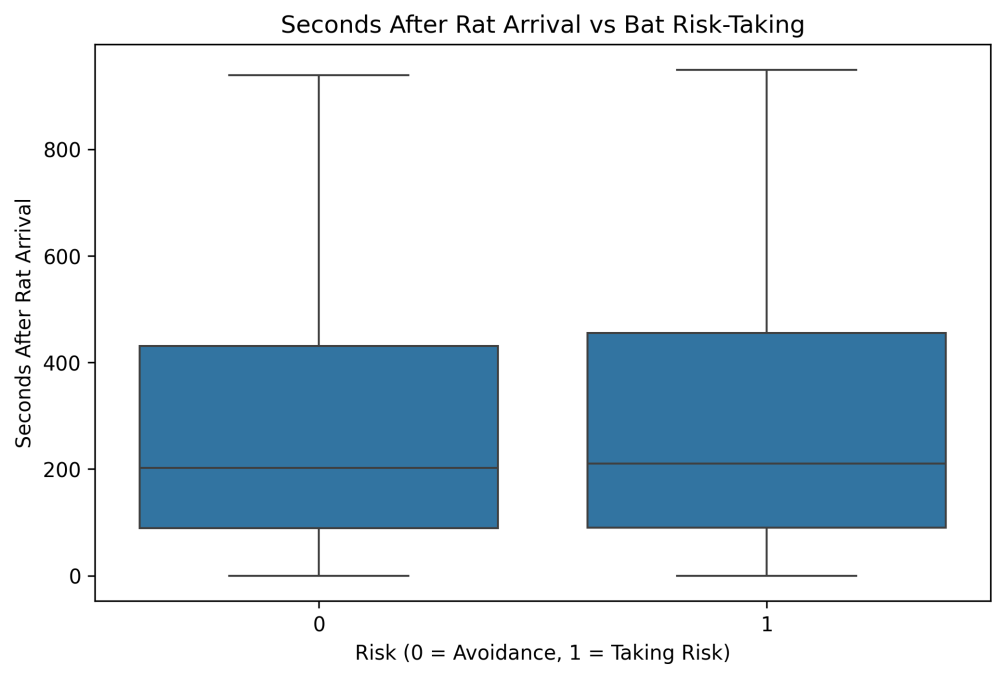 Seconds After Rat Arrival vs Bat Risk-Taking
Seconds After Rat Arrival
800
600
400
200
0
0
1
Risk (0 = Avoidance, 1 = Taking Risk)